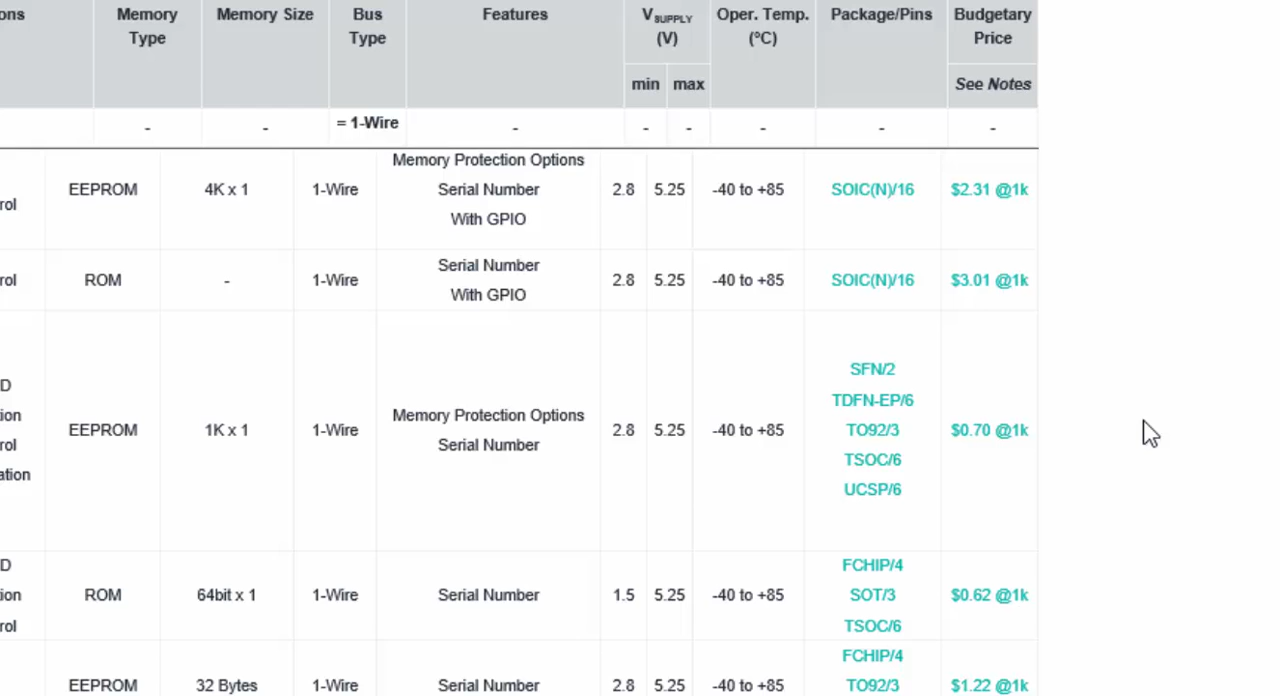 ons Memory Type Memory Size Bus Type Features VSUPPLY (V) Oper. Temp. (°C) Package/Pins Budgetary Price
min max See Notes
- - = 1-Wire - - - - - -
rol EEPROM 4K x 1 1-Wire Memory Protection Options Serial Number With GPIO 2.8 5.25 -40 to +85 SOIC(N)/16 $2.31 @1k
rol ROM - 1-Wire Serial Number With GPIO 2.8 5.25 -40 to +85 SOIC(N)/16 $3.01 @1k
D tion rol ation EEPROM 1K x 1 1-Wire Memory Protection Options Serial Number 2.8 5.25 -40 to +85 SFN/2 TDFN-EP/6 TO92/3 TSOC/6 UCSP/6 $0.70 @1k
D tion rol ROM 64bit x 1 1-Wire Serial Number 1.5 5.25 -40 to +85 FCHIP/4 SOT/3 TSOC/6 $0.62 @1k
EEPROM 32 Bytes 1-Wire Serial Number 2.8 5.25 -40 to +85 FCHIP/4 TO92/3 $1.22 @1k